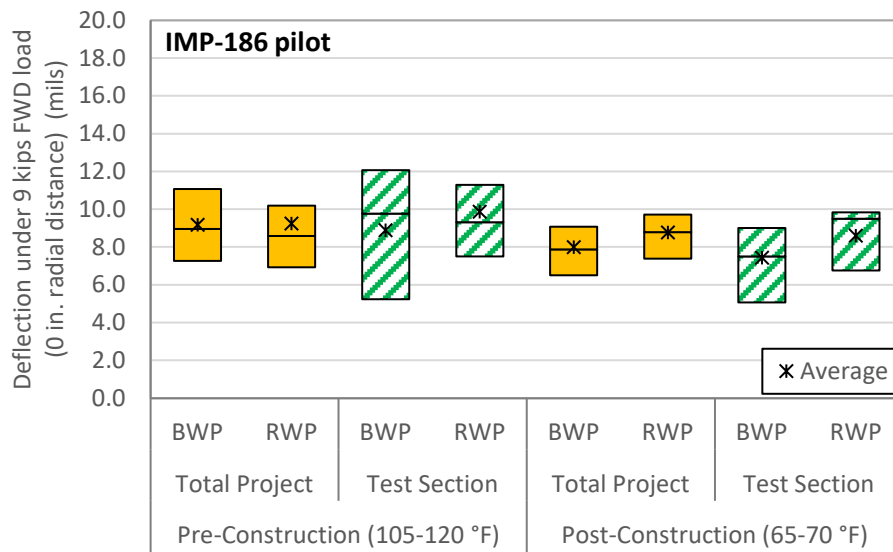 IMP-186 pilot
Deflection under 9 kips FWD load
(0 in. radial distance) (mils)
20.0
18.0
16.0
14.0
12.0
10.0
8.0
6.0
4.0
2.0
0.0
Average
BWP RWP BWP RWP BWP RWP BWP RWP
Total Project Test Section Total Project Test Section
Pre-Construction (105-120 °F) Post-Construction (65-70 °F)